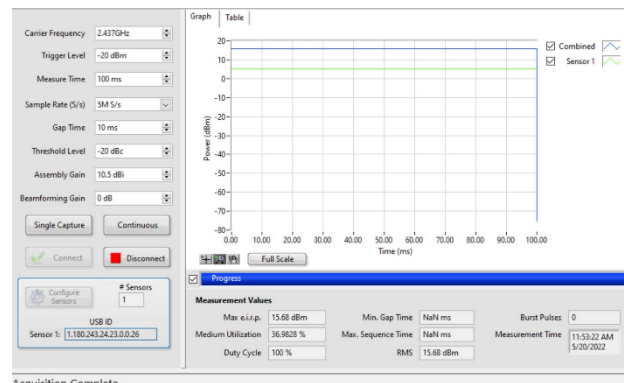 Graph Table
Carrier Frequency 2.437GHz
Trigger Level -20 dBm
Measure Time 100 ms
Sample Rate (S/s) 5M S/s
Gap Time 10 ms
Threshold Level -20 dBc
Assembly Gain 10.5 dBi
Beamforming Gain 0 dB
Single Capture Continuous
Connect Disconnect
Configure Sensors
# Sensors
1
USB ID
Sensor 1: 1.180.243.24.23.0.0.26
Power (dBm)
20
10
0
-10
-20
-30
-40
-50
-60
-70
-80
0.00 10.00 20.00 30.00 40.00 50.00 60.00 70.00 80.00 90.00 100.00
Time (ms)
Combined
Sensor 1
Full Scale
Progress
Measurement Values
Max e.i.r.p. 15.68 dBm Min. Gap Time NaN ms Burst Pulses 0
Medium Utilization 36.9828 % Max. Sequence Time NaN ms Measurement Time 11:53:22 AM
5/20/2022
Duty Cycle 100 % RMS 15.68 dBm
Acquisition Complete